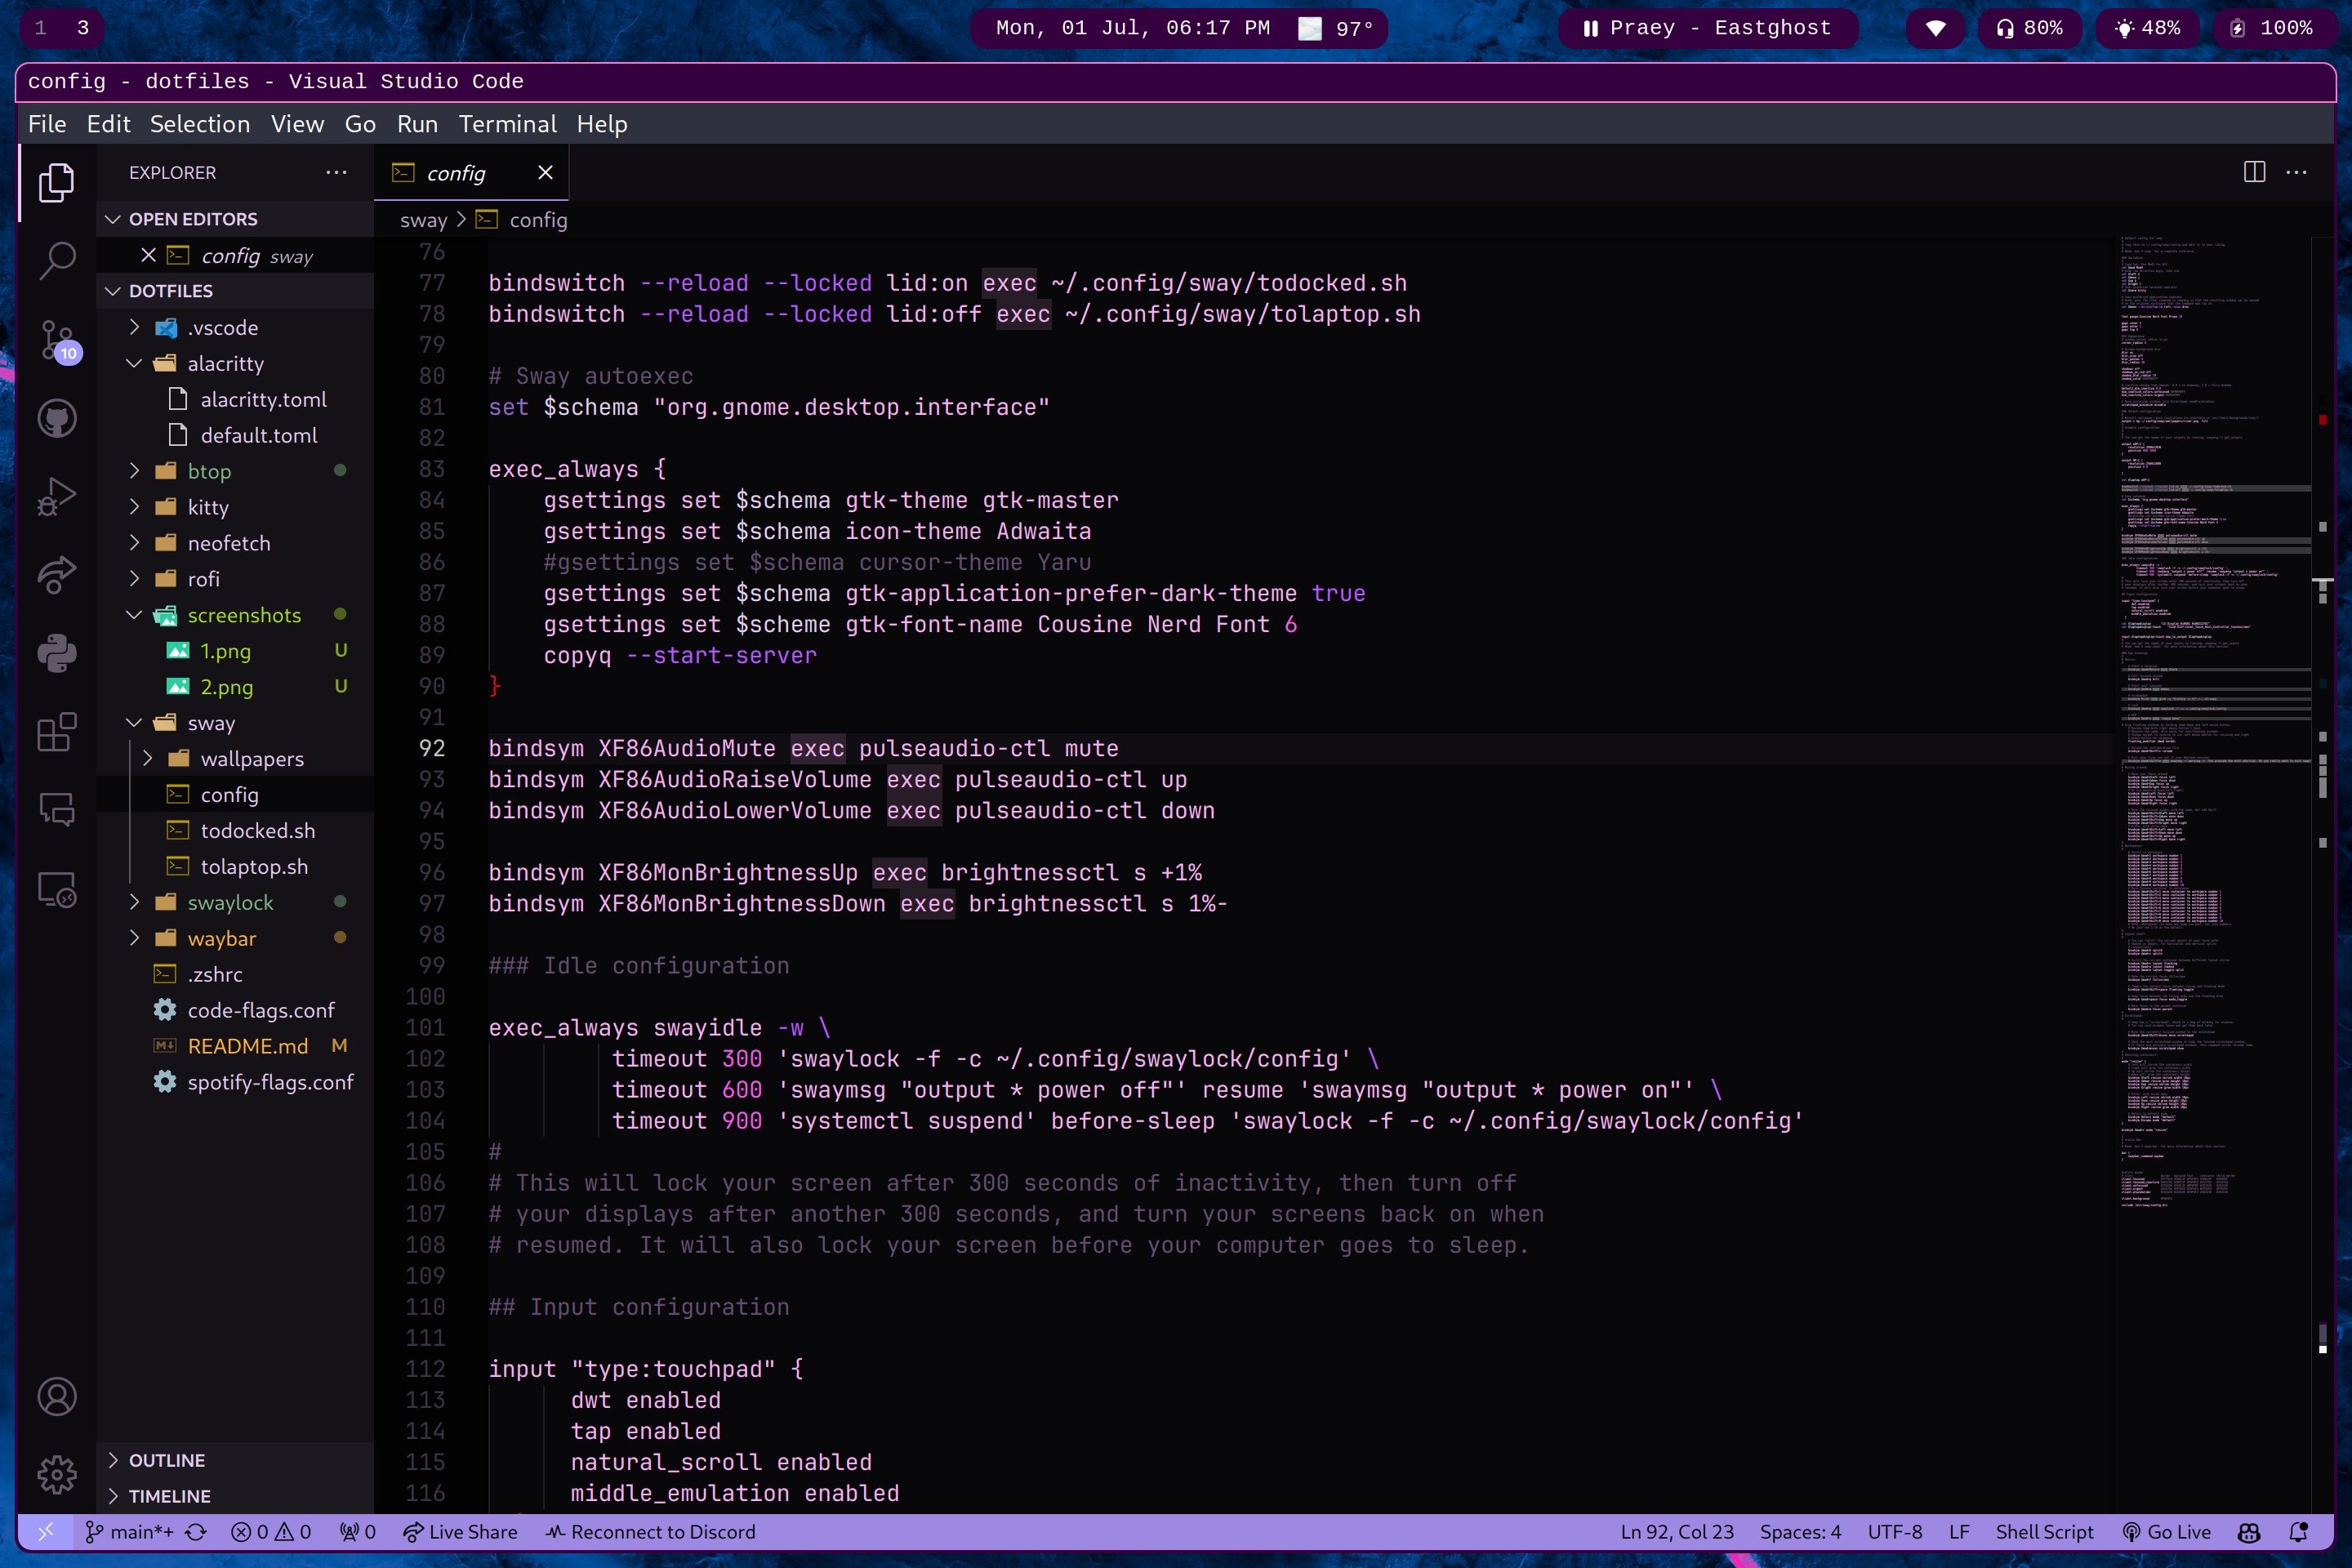 1 3
Mon, 01 Jul, 06:17 PM 97°
Praey - Eastghost
80%
48%
100%
config - dotfiles - Visual Studio Code
File Edit Selection View Go Run Terminal Help
EXPLORER
config
OPEN EDITORS
sway > config
config sway
DOTFILES
.vscode
alacritty
alacritty.toml
default.toml
btop
kitty
neofetch
rofi
screenshots
1.png U
2.png U
sway
wallpapers
config
todocked.sh
tolaptop.sh
swaylock
waybar
.zshrc
code-flags.conf
README.md M
spotify-flags.conf
OUTLINE
TIMELINE
10
76
77 bindswitch --reload --locked lid:on exec ~/.config/sway/todocked.sh
78 bindswitch --reload --locked lid:off exec ~/.config/sway/tolaptop.sh
79
80 # Sway autoexec
81 set $schema "org.gnome.desktop.interface"
82
83 exec_always {
84 gsettings set $schema gtk-theme gtk-master
85 gsettings set $schema icon-theme Adwaita
86 #gsettings set $schema cursor-theme Yaru
87 gsettings set $schema gtk-application-prefer-dark-theme true
88 gsettings set $scheme gtk-font-name Cousine Nerd Font 6
89 copyq --start-server
90 }
91
92 bindsym XF86AudioMute exec pulseaudio-ctl mute
93 bindsym XF86AudioRaiseVolume exec pulseaudio-ctl up
94 bindsym XF86AudioLowerVolume exec pulseaudio-ctl down
95
96 bindsym XF86MonBrightnessUp exec brightnessctl s +1%
97 bindsym XF86MonBrightnessDown exec brightnessctl s 1%-
98
99 ### Idle configuration
100
101 exec_always swayidle -w \
102 timeout 300 'swaylock -f -c ~/.config/swaylock/config' \
103 timeout 600 'swaymsg "output * power off"' resume 'swaymsg "output * power on"' \
104 timeout 900 'systemctl suspend' before-sleep 'swaylock -f -c ~/.config/swaylock/config'
105 #
106 # This will lock your screen after 300 seconds of inactivity, then turn off
107 # your displays after another 300 seconds, and turn your screens back on when
108 # resumed. It will also lock your screen before your computer goes to sleep.
109
110 ## Input configuration
111
112 input "type:touchpad" {
113 dwt enabled
114 tap enabled
115 natural_scroll enabled
116 middle_emulation enabled
main*+ 0 0 0 Live Share Reconnect to Discord
Ln 92, Col 23 Spaces: 4 UTF-8 LF Shell Script Go Live